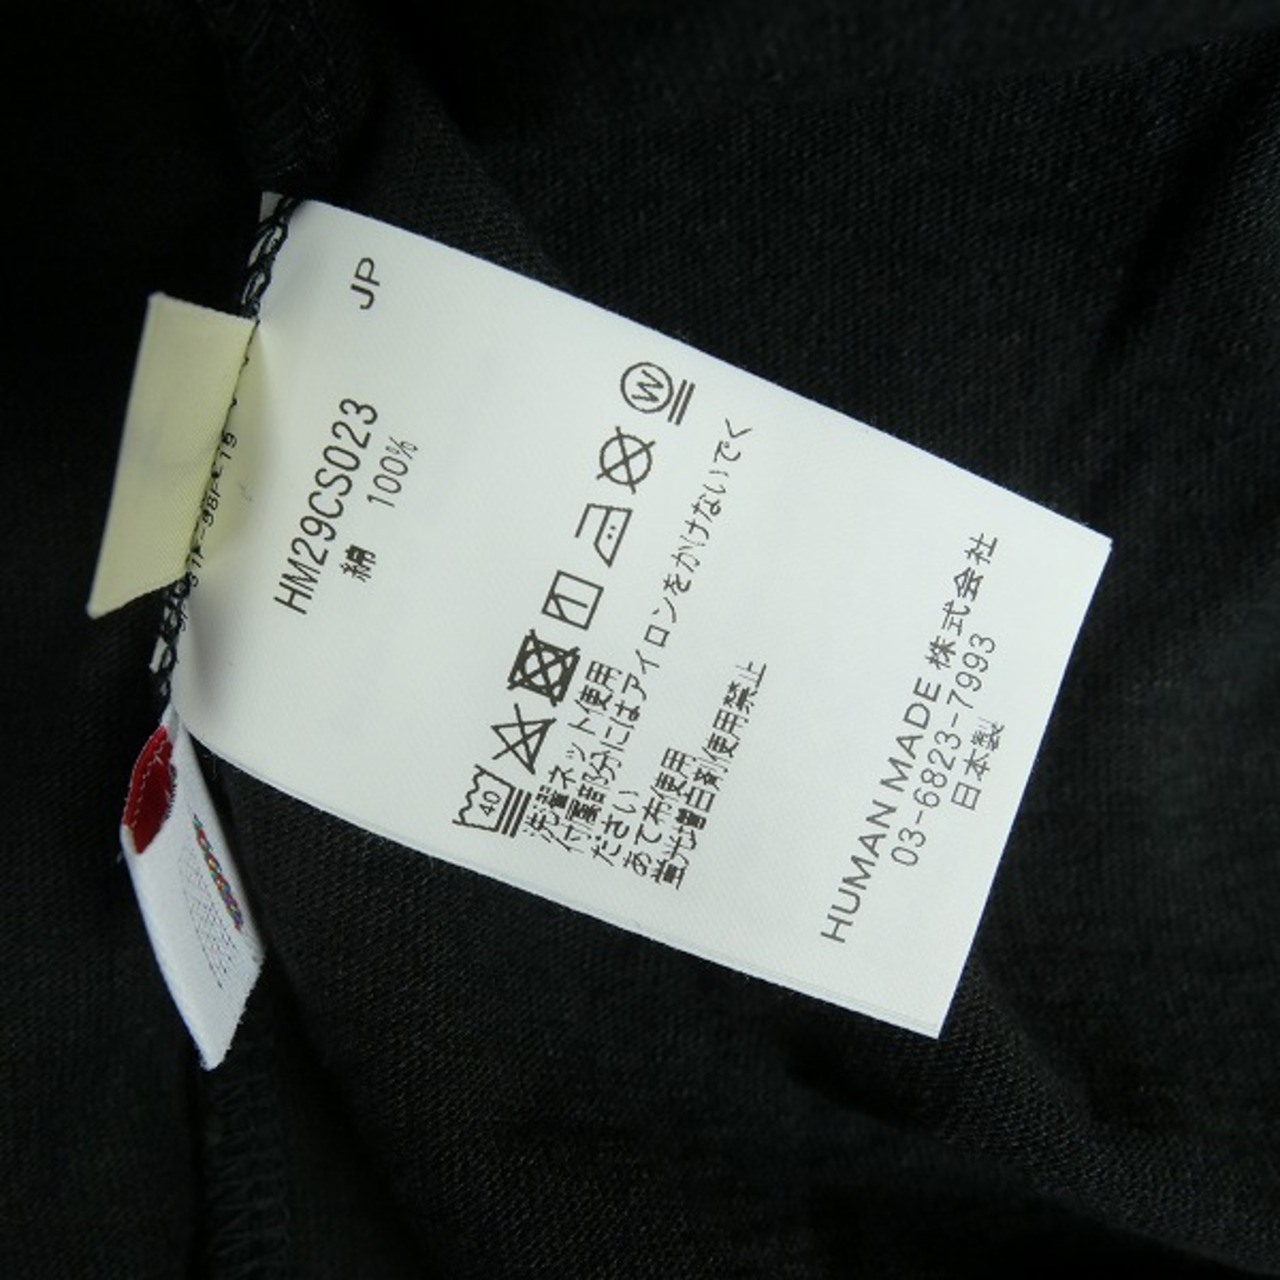 JP
HM29CS023
綿 100%
40
W
洗濯ネット使用
付属部分にはアイロンをかけないでく
ださい
あて布使用
蛍光増白剤使用禁止
HUMAN MADE 株式会社
03-6823-7993
日本製